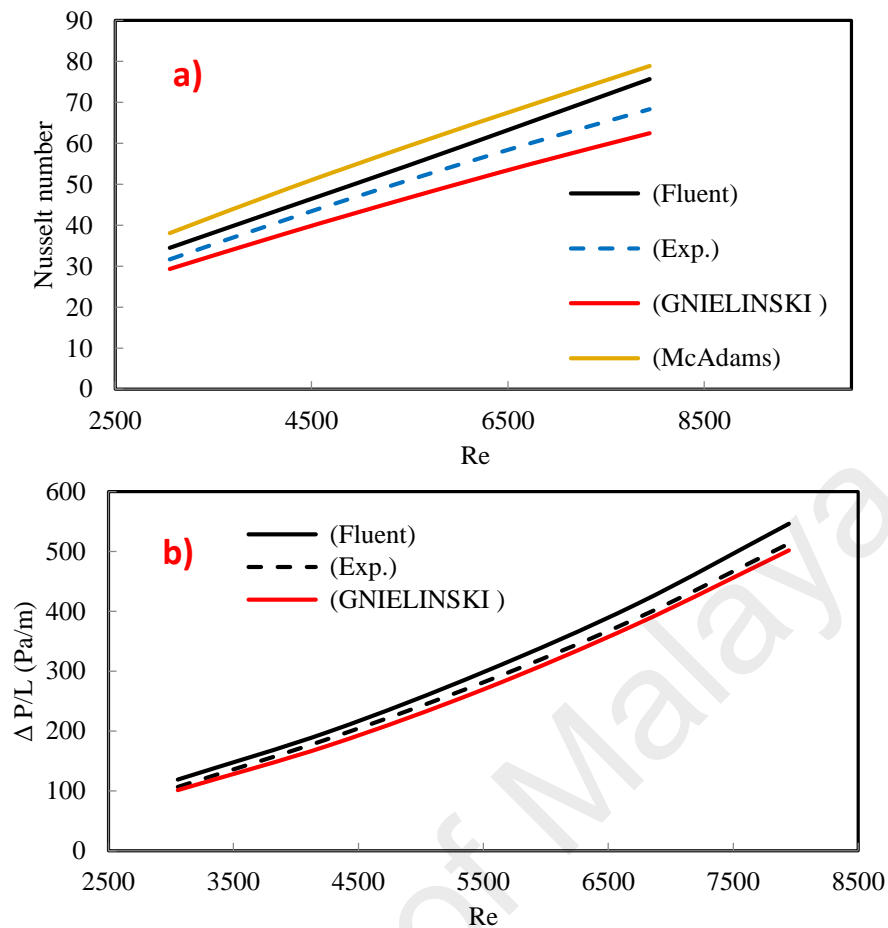 a)
Nusselt number
90
80
70
60
50
40
30
20
10
0
2500 4500 6500 8500
Re
(Fluent)
(Exp.)
(GNIELINSKI )
(McAdams)
b)
Δ P/L (Pa/m)
600
500
400
300
200
100
0
2500 3500 4500 5500 6500 7500 8500
Re
(Fluent)
(Exp.)
(GNIELINSKI )
of Malaya